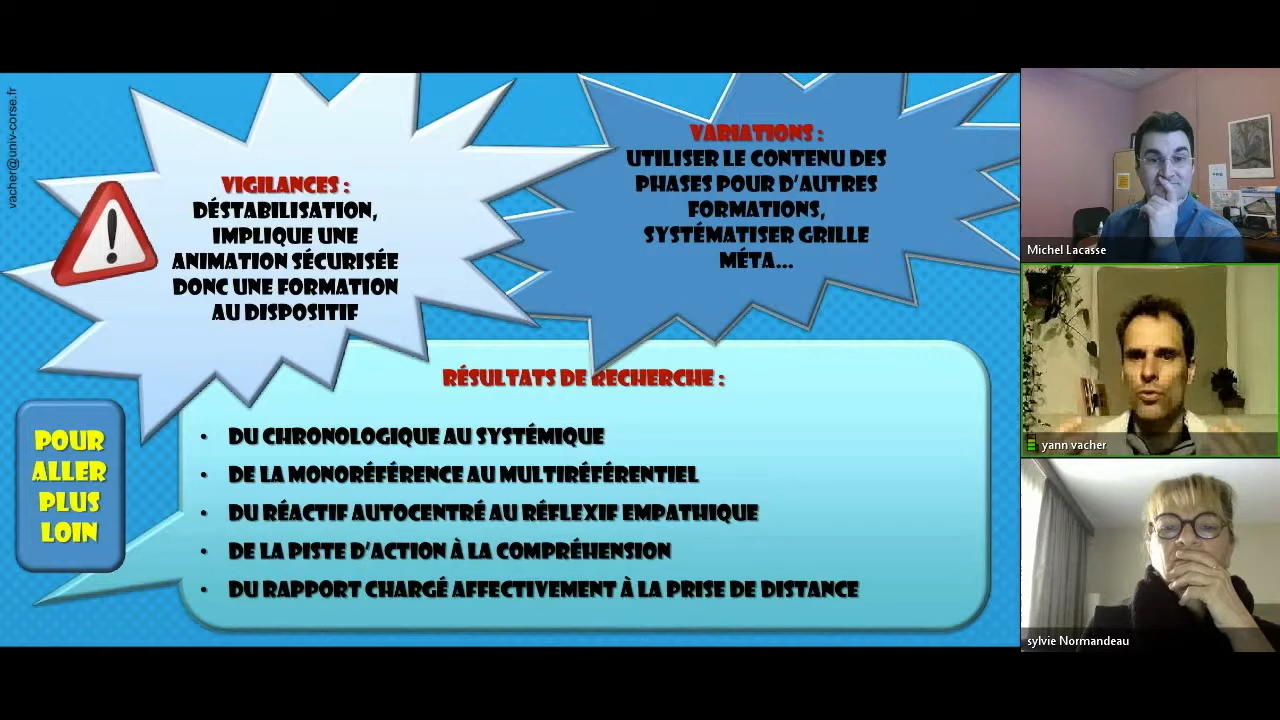 vacher@univ-corse.fr
VIGILANCES :
DÉSTABILISATION,
IMPLIQUE UNE
ANIMATION SÉCURISÉE
DONC UNE FORMATION
AU DISPOSITIF
VARIATIONS :
UTILISER LE CONTENU DES
PHASES POUR D'AUTRES
FORMATIONS,
SYSTÉMATISER GRILLE
MÉTA...
POUR
ALLER
PLUS
LOIN
RÉSULTATS DE RECHERCHE :
• DU CHRONOLOGIQUE AU SYSTÉMIQUE
• DE LA MONORÉFÉRENCE AU MULTIRÉFÉRENTIEL
• DU RÉACTIF AUTOCENTRÉ AU RÉFLEXIF EMPATHIQUE
• DE LA PISTE D'ACTION À LA COMPRÉHENSION
• DU RAPPORT CHARGÉ AFFECTIVEMENT À LA PRISE DE DISTANCE
Michel Lacasse
yann vacher
sylvie Normandeau